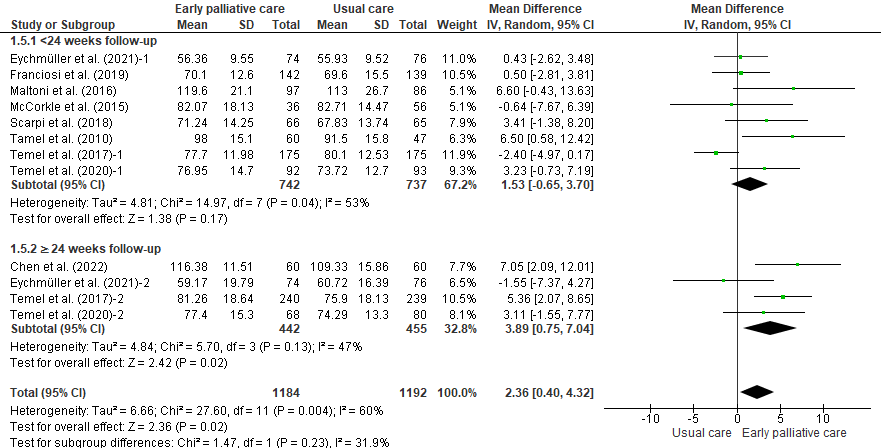 Early palliative care Usual care Mean Difference Mean Difference
Study or Subgroup Mean SD Total Mean SD Total Weight IV, Random, 95% CI IV, Random, 95% CI
1.5.1 <24 weeks follow-up
Eychmüller et al. (2021)-1 56.36 9.55 74 55.93 9.52 76 11.0% 0.43 [-2.62, 3.48]
Franciosi et al. (2019) 70.1 12.6 142 69.6 15.5 139 10.5% 0.50 [-2.81, 3.81]
Maltoni et al. (2016) 119.6 21.1 97 113 26.7 86 5.0% 6.60 [-0.43, 13.63]
McCorkle et al. (2015) 82.07 18.13 36 82.71 14.47 56 5.0% -0.64 [-7.67, 6.39]
Scarpi et al. (2018) 71.24 14.25 66 67.83 13.74 65 8.0% 3.41 [-1.38, 8.20]
Tamel et al. (2010) 98 15.1 60 91.5 15.8 47 6.3% 6.50 [0.58, 12.42]
Temel et al. (2017)-1 77.7 11.98 175 80.1 12.53 175 11.9% -2.40 [-4.97, 0.17]
Temel et al. (2020)-1 76.95 14.7 92 73.72 12.7 93 9.3% 3.23 [-0.73, 7.19]
Subtotal (95% CI) 742 737 67.2% 1.53 [-0.65, 3.70]
Heterogeneity: Tau² = 4.81; Chi² = 14.97, df = 7 (P = 0.04); I² = 53%
Test for overall effect: Z = 1.38 (P = 0.17)
1.5.2 ≥ 24 weeks follow-up
Chen et al. (2022) 116.38 11.51 60 109.33 15.86 60 7.7% 7.05 [2.09, 12.01]
Eychmüller et al. (2021)-2 59.17 19.79 74 60.72 16.39 76 6.4% -1.55 [-7.37, 4.27]
Temel et al. (2017)-2 81.26 18.64 240 75.9 18.13 239 10.5% 5.36 [2.07, 8.65]
Temel et al. (2020)-2 77.4 15.3 68 74.29 13.3 80 8.2% 3.11 [-1.55, 7.77]
Subtotal (95% CI) 442 455 32.8% 3.89 [0.75, 7.04]
Heterogeneity: Tau² = 4.84; Chi² = 5.70, df = 3 (P = 0.13); I² = 47%
Test for overall effect: Z = 2.42 (P = 0.02)
Total (95% CI) 1184 1192 100.0% 2.36 [0.40, 4.32]
Heterogeneity: Tau² = 6.66; Chi² = 27.60, df = 11 (P = 0.004); I² = 60%
Test for overall effect: Z = 2.36 (P = 0.02)
Test for subgroup differences: Chi² = 1.47, df = 1 (P = 0.23), I² = 31.9%
-10 -5 0 5 10
Usual care Early palliative care